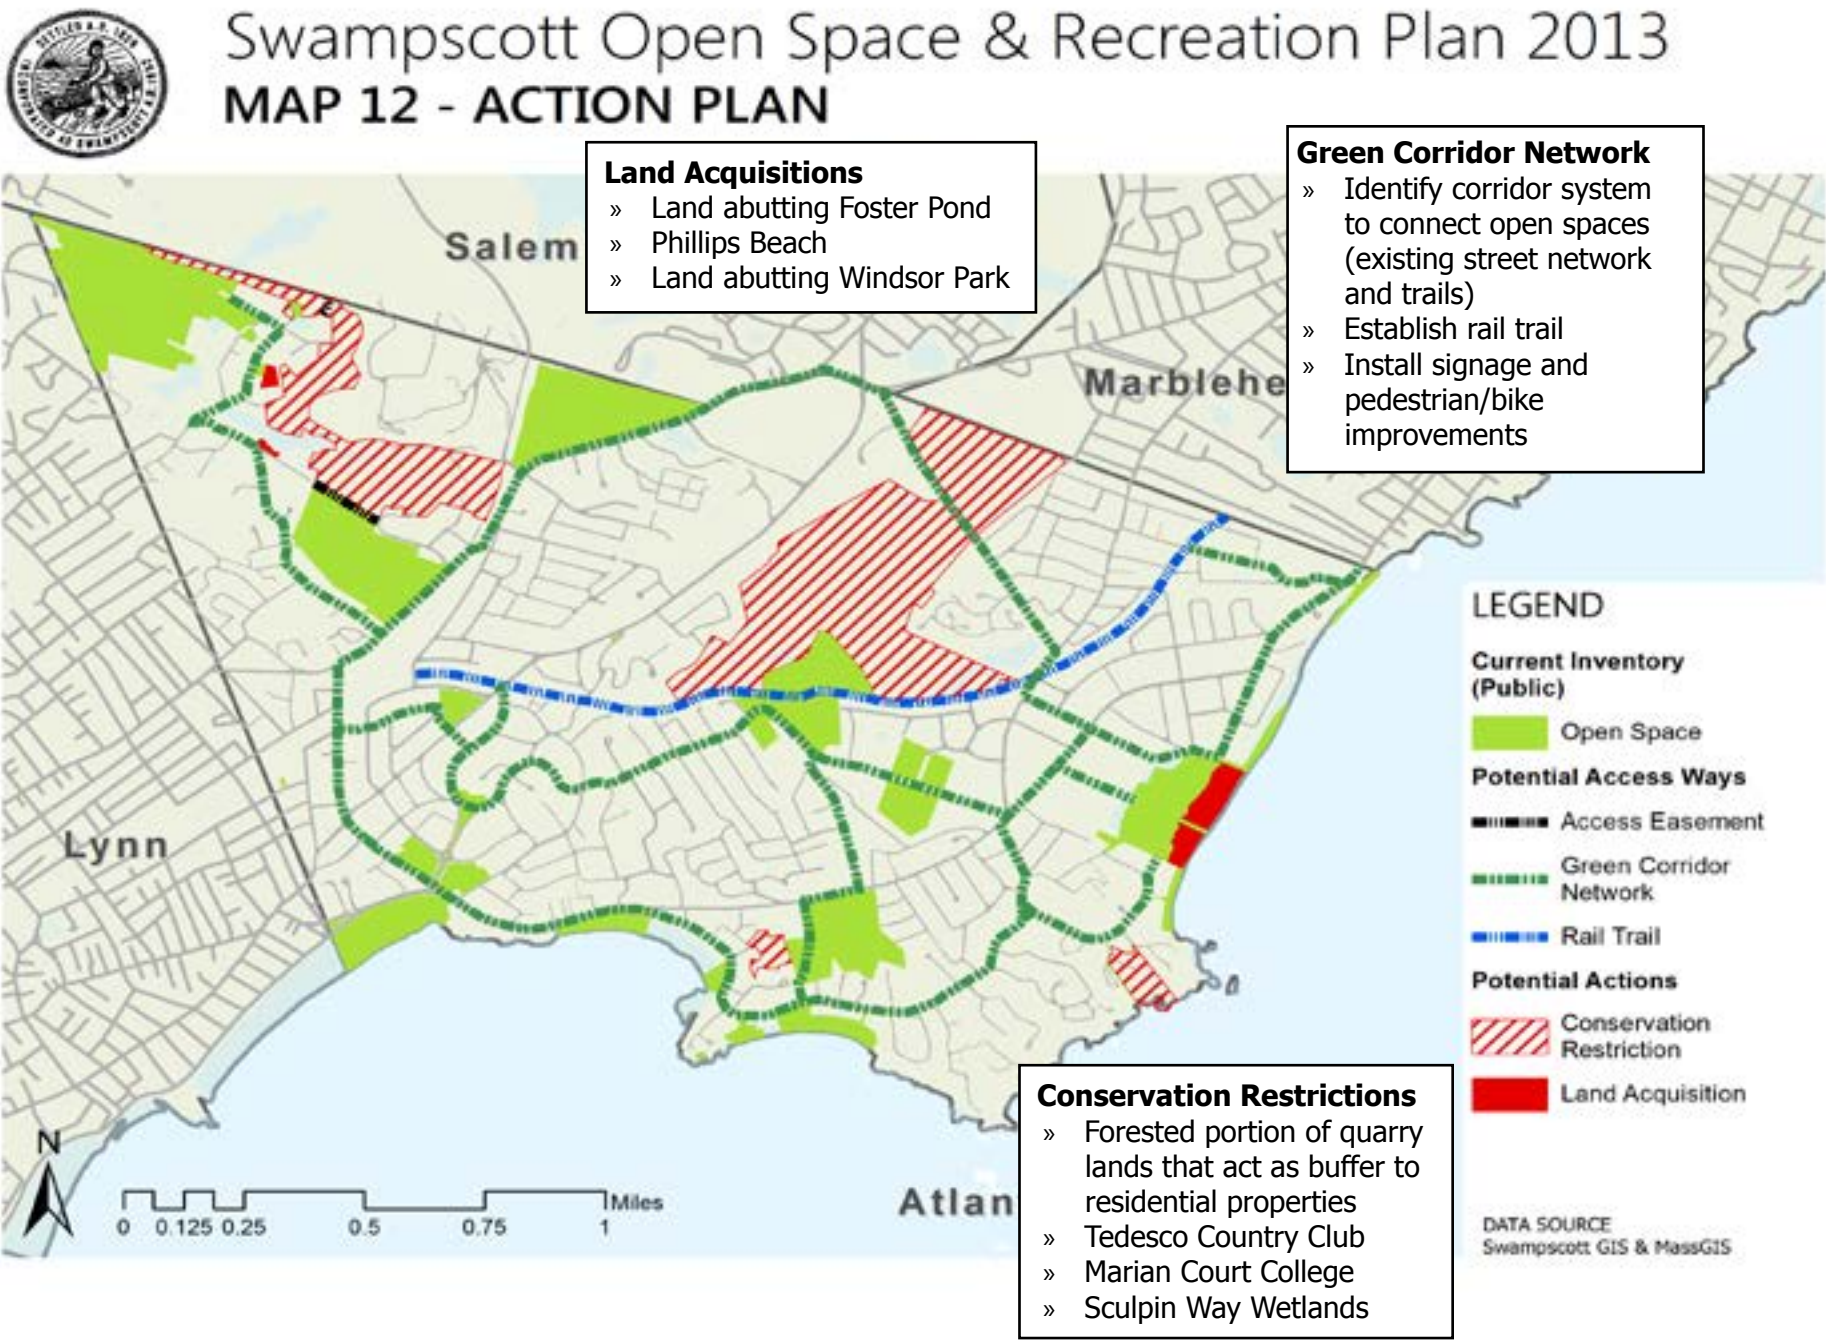 Swampscott Open Space & Recreation Plan 2013
MAP 12 - ACTION PLAN
Land Acquisitions
» Land abutting Foster Pond
» Phillips Beach
» Land abutting Windsor Park
Green Corridor Network
» Identify corridor system
to connect open spaces
(existing street network
and trails)
» Establish rail trail
» Install signage and
pedestrian/bike
improvements
Salem
Marblehe
E
Lynn
Atlan
N
Miles
0 0.125 0.25 0.5 0.75 1
Conservation Restrictions
» Forested portion of quarry
lands that act as buffer to
residential properties
» Tedesco Country Club
» Marian Court College
» Sculpin Way Wetlands
LEGEND
Current Inventory
(Public)
Open Space
Potential Access Ways
Access Easement
Green Corridor
Network
Rail Trail
Potential Actions
Conservation
Restriction
Land Acquisition
DATA SOURCE
Swampscott GIS & MassGIS